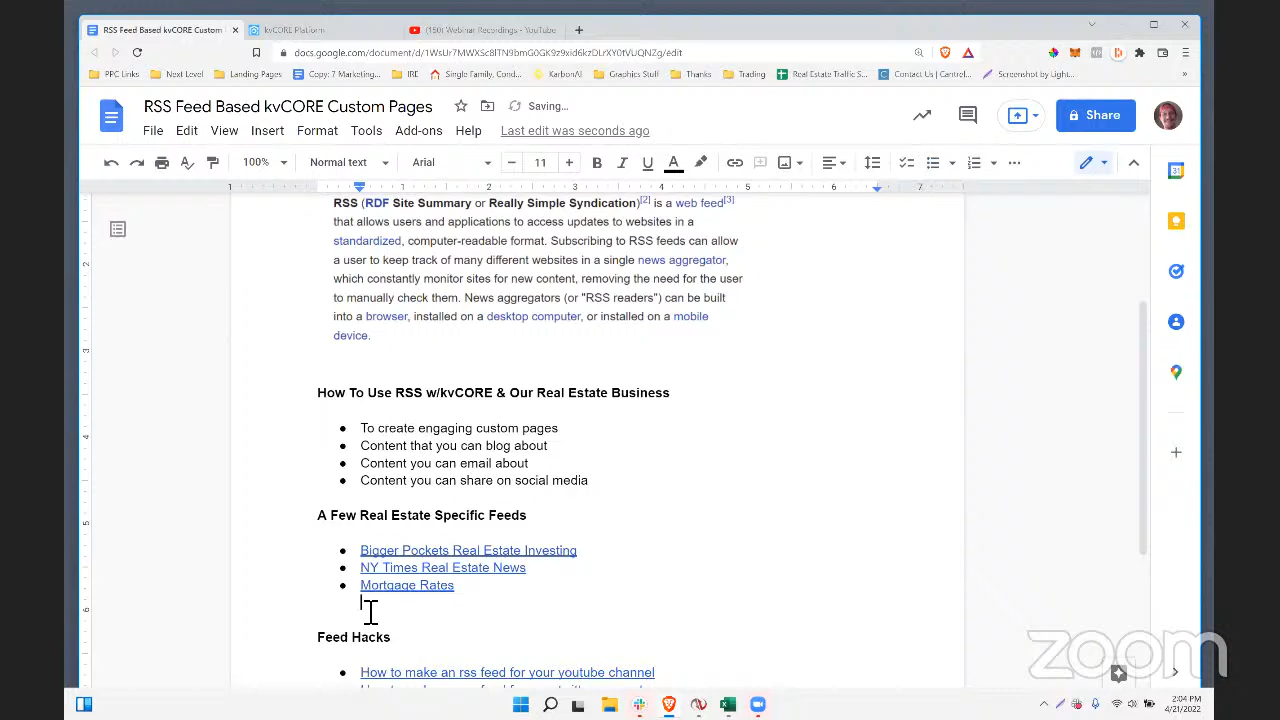 RSS Feed Based kvCORE Custom
kvCORE Platform
(150) Webinar Recordings - YouTube
PPC Links
Next Level
Landing Pages
Copy: 7 Marketing...
IRE
Single Family, Cond...
KarbonAI
Graphics Stuff
Thanks
Trading
Real Estate Traffic S...
Contact Us | Cantrel...
Screenshot by Light...
RSS Feed Based kvCORE Custom Pages
Saving...
Share
File Edit View Insert Format Tools Add-ons Help Last edit was seconds ago
100% Normal text Arial 11
1 1 2 3 4 5 6 7
RSS (RDF Site Summary or Really Simple Syndication)[2] is a web feed[3]
that allows users and applications to access updates to websites in a
standardized, computer-readable format. Subscribing to RSS feeds can allow
a user to keep track of many different websites in a single news aggregator,
which constantly monitor sites for new content, removing the need for the user
to manually check them. News aggregators (or "RSS readers") can be built
into a browser, installed on a desktop computer, or installed on a mobile
device.
How To Use RSS w/kvCORE & Our Real Estate Business
● To create engaging custom pages
● Content that you can blog about
● Content you can email about
● Content you can share on social media
A Few Real Estate Specific Feeds
● Bigger Pockets Real Estate Investing
● NY Times Real Estate News
● Mortgage Rates
Feed Hacks
● How to make an rss feed for your youtube channel
zoom
2:04 PM
4/21/2022